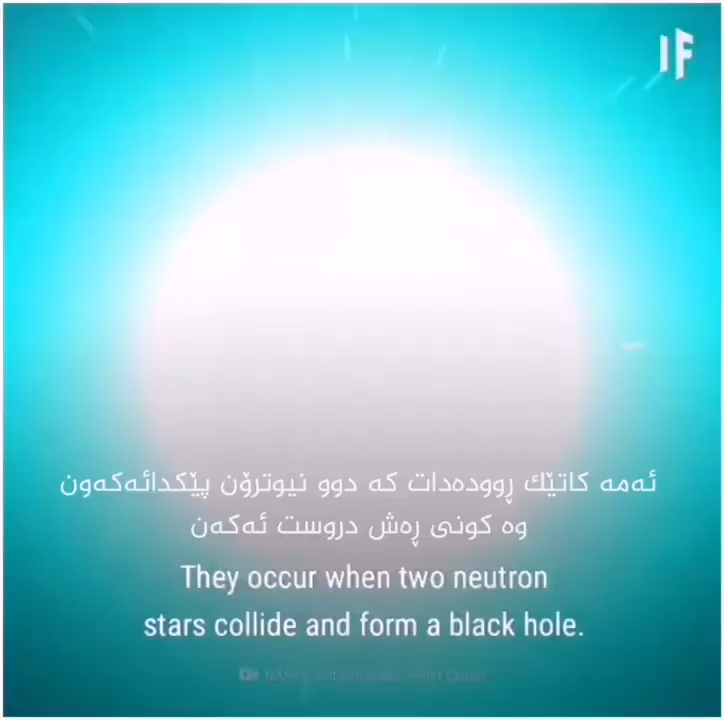 IF
ئەمە کاتێك ڕوودەدات کە دوو نیوترۆن پێکدائەکەون
وە کونی ڕەش دروست ئەکەن
They occur when two neutron
stars collide and form a black hole.